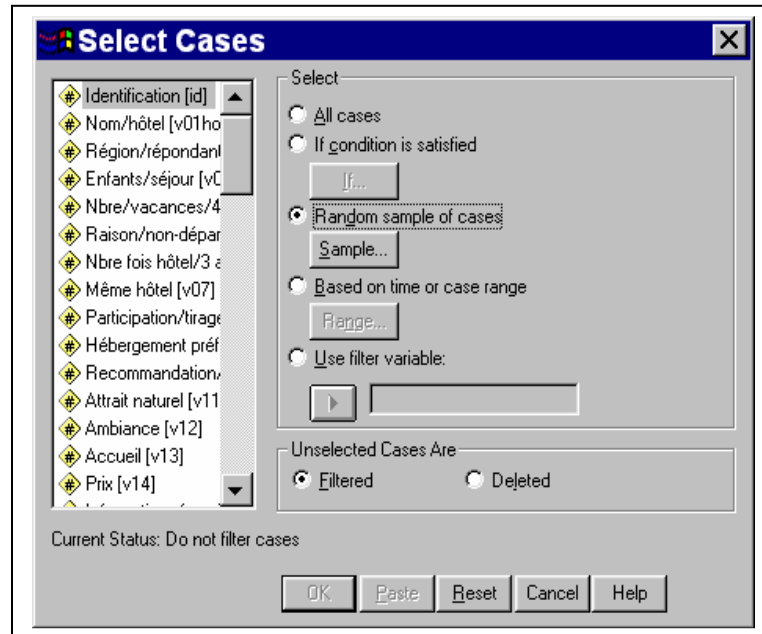 Select Cases
Identification [id]
Nom/hôtel [v01ho
Région/répondant
Enfants/séjour [v0
Nbre/vacances/4
Raison/non-dépar
Nbre fois hôtel/3 a
Même hôtel [v07]
Participation/tirage
Hébergement préf
Recommandation/
Attrait naturel [v11
Ambiance [v12]
Accueil [v13]
Prix [v14]
Select
All cases
If condition is satisfied
If...
Random sample of cases
Sample...
Based on time or case range
Range...
Use filter variable:
Unselected Cases Are
Filtered
Deleted
Current Status: Do not filter cases
OK
Paste
Reset
Cancel
Help